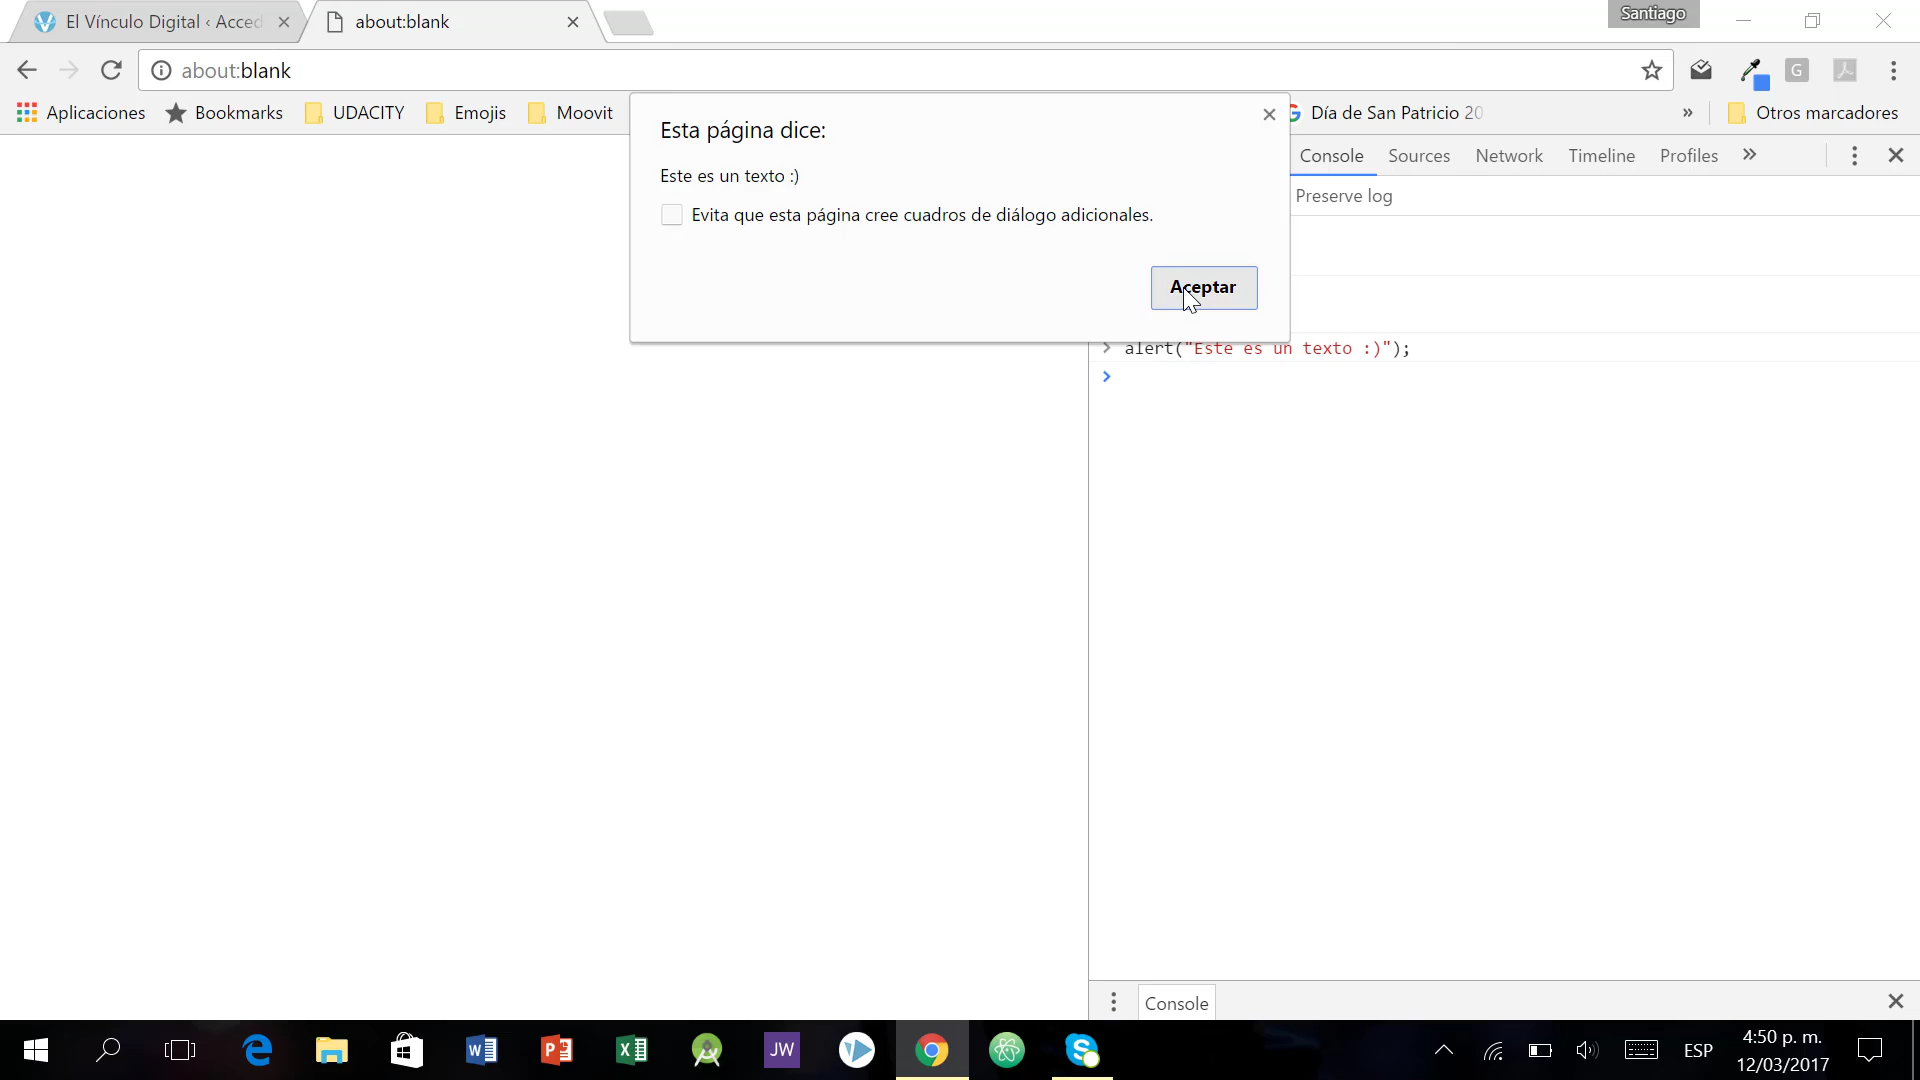 El Vínculo Digital ‹ Acced
about:blank
Santiago
about:blank
Aplicaciones
Bookmarks
UDACITY
Emojis
Moovit
Día de San Patricio 20
»
Otros marcadores
Esta página dice:
Este es un texto :)
Evita que esta página cree cuadros de diálogo adicionales.
Aceptar
Console
Sources
Network
Timeline
Profiles
»
Preserve log
> alert("Este es un texto :)");
>
Console
JW
ESP
4:50 p. m.
12/03/2017